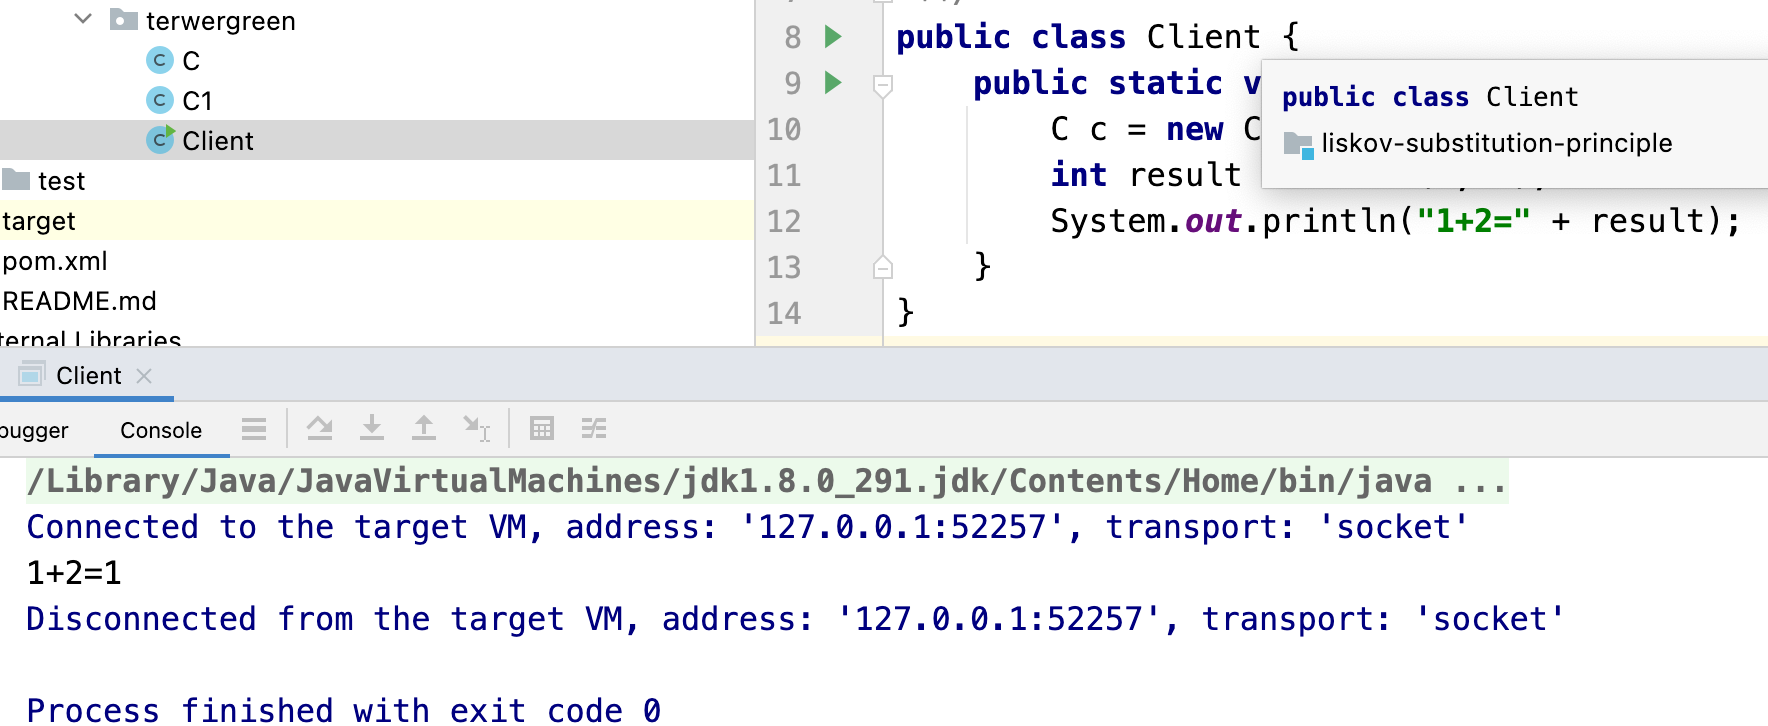 terwergreen
C
C1
Client
test
target
pom.xml
README.md
ternal Libraries
8 public class Client {
9 public static v
10 C c = new C
11 int result
12 System.out.println("1+2=" + result);
13 }
14 }
public class Client
liskov-substitution-principle
Client
bugger Console
/Library/Java/JavaVirtualMachines/jdk1.8.0_291.jdk/Contents/Home/bin/java ...
Connected to the target VM, address: '127.0.0.1:52257', transport: 'socket'
1+2=1
Disconnected from the target VM, address: '127.0.0.1:52257', transport: 'socket'
Process finished with exit code 0